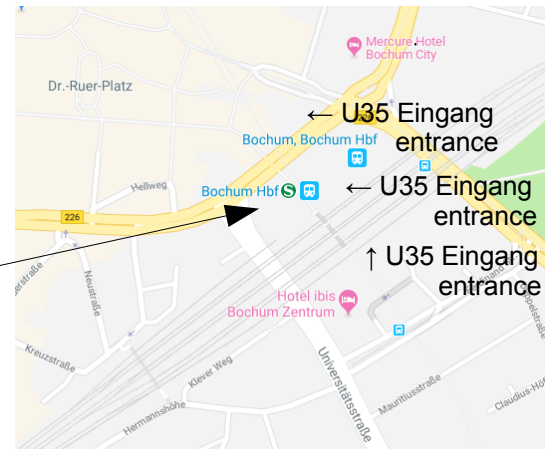 Mercure Hotel
Bochum City
Dr.-Ruer-Platz
← U35 Eingang
entrance
Bochum, Bochum Hbf
Hellweg
Bochum Hbf S
← U35 Eingang
entrance
226
↑ U35 Eingang
entrance
Neustraße
Hotel ibis
Bochum Zentrum
Kreuzstraße
Klever Weg
Universitätsstraße
Mauritiusstraße
Hermannshöhe